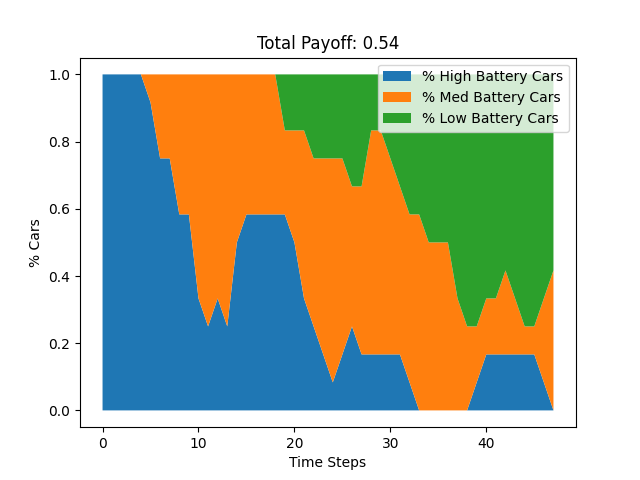 Total Payoff: 0.54
% High Battery Cars
% Med Battery Cars
% Low Battery Cars
1.0
0.8
0.6
0.4
0.2
0.0
% Cars
0
10
20
30
40
Time Steps